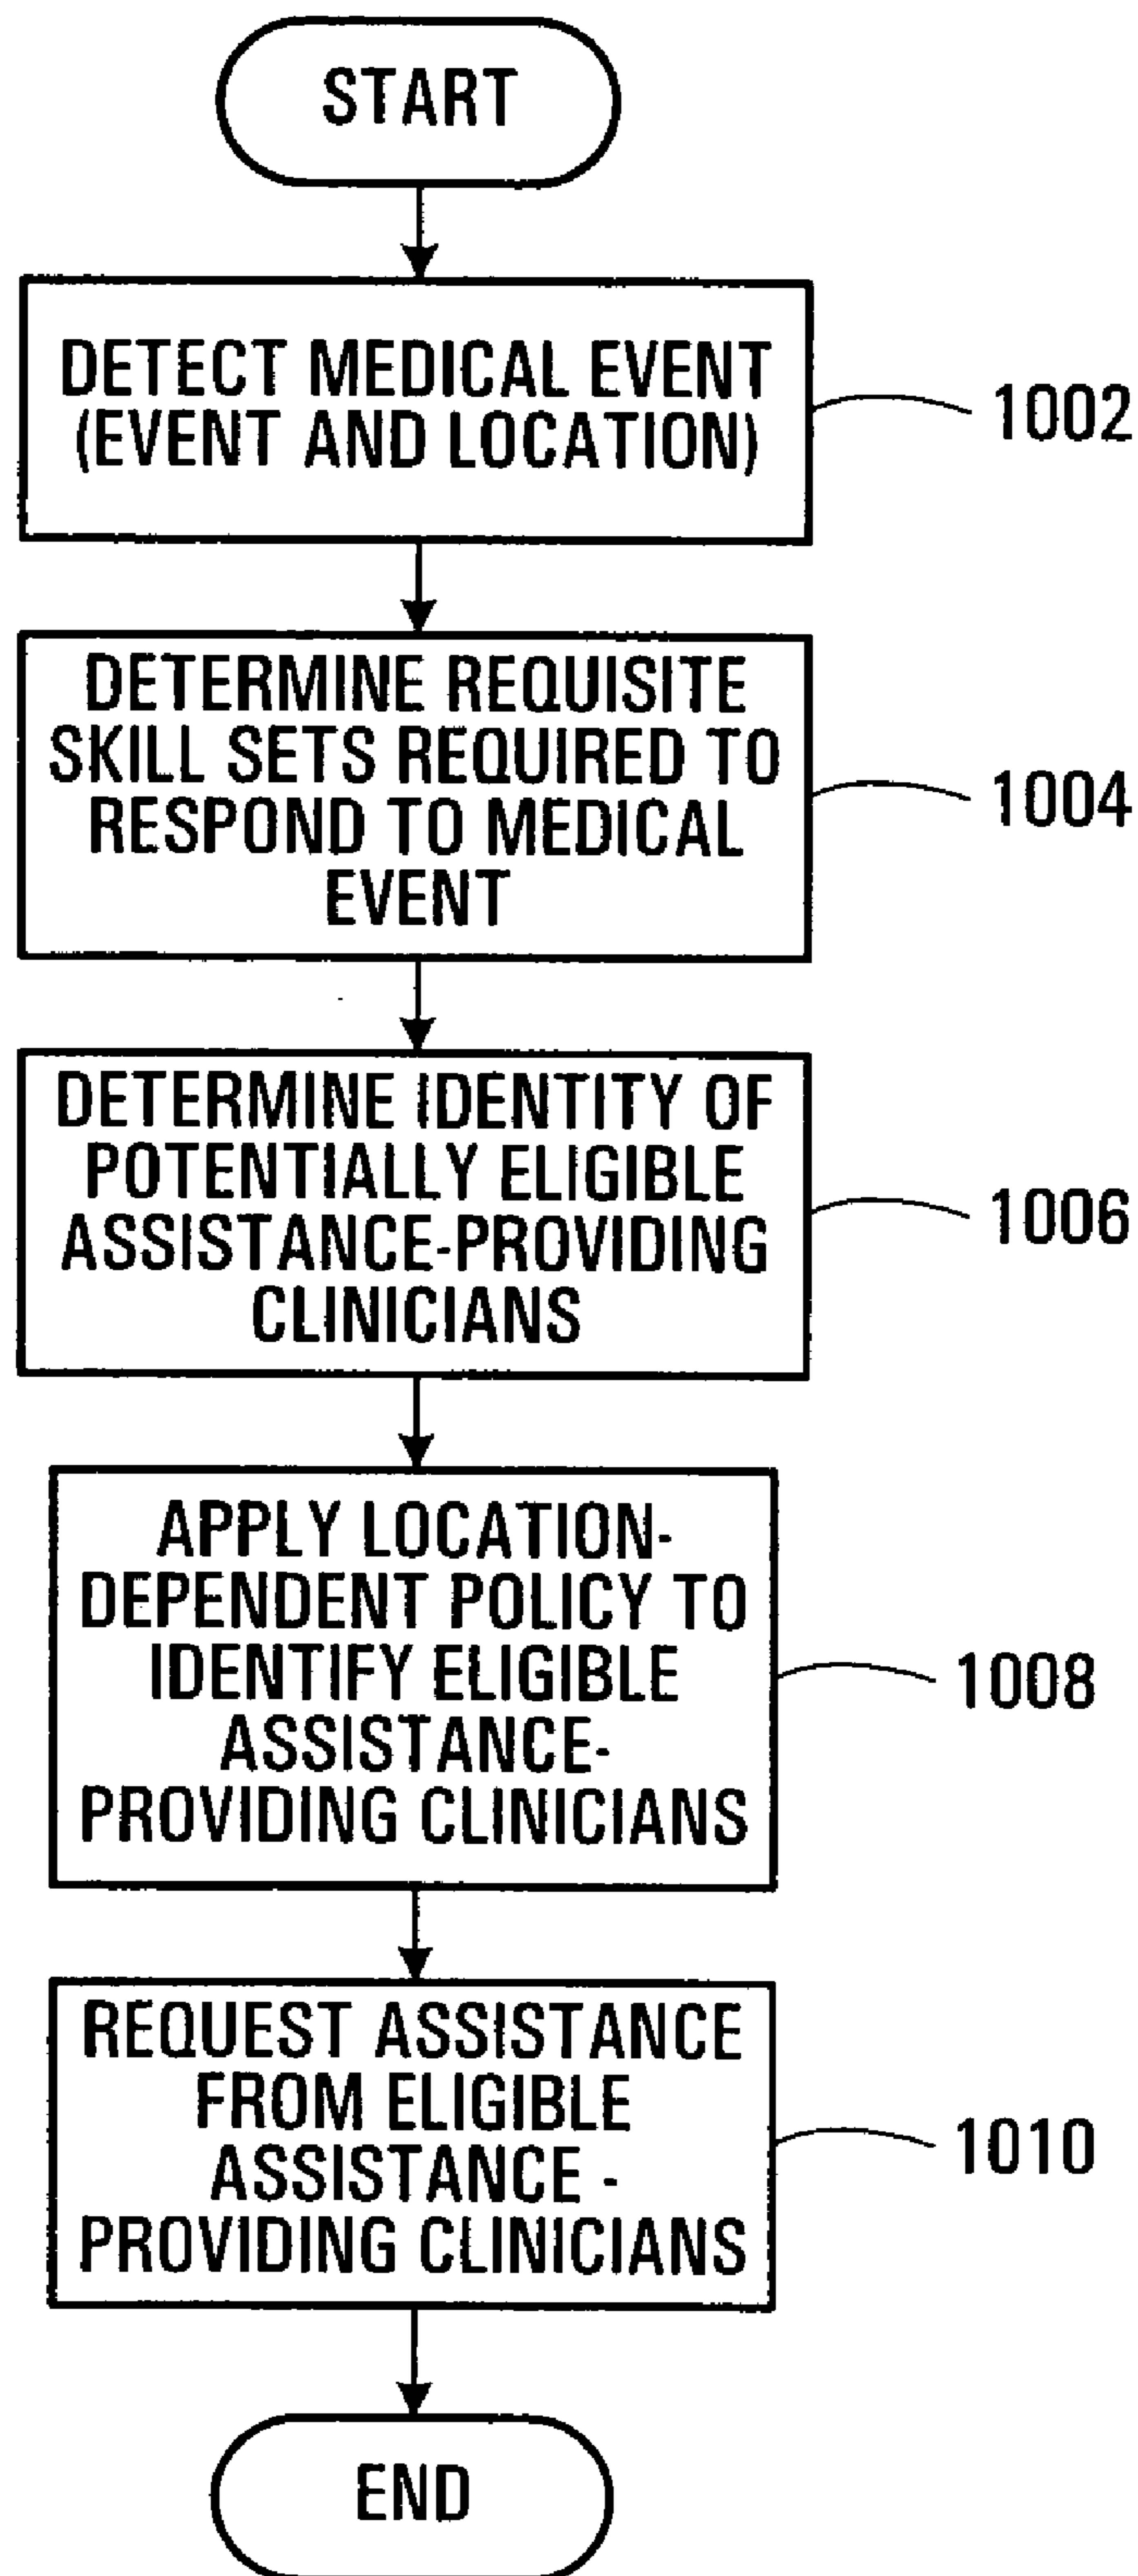 START
DETECT MEDICAL EVENT
(EVENT AND LOCATION)
1002
DETERMINE REQUISITE
SKILL SETS REQUIRED TO
RESPOND TO MEDICAL
EVENT
1004
DETERMINE IDENTITY OF
POTENTIALLY ELIGIBLE
ASSISTANCE-PROVIDING
CLINICIANS
1006
APPLY LOCATION-
DEPENDENT POLICY TO
IDENTIFY ELIGIBLE
ASSISTANCE-
PROVIDING CLINICIANS
1008
REQUEST ASSISTANCE
FROM ELIGIBLE
ASSISTANCE -
PROVIDING CLINICIANS
1010
END